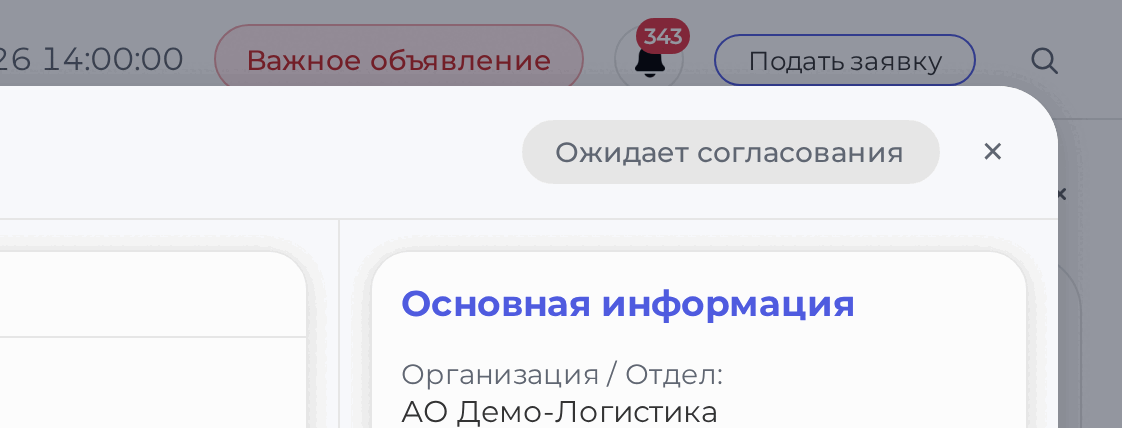 26 14:00:00 Важное объявление 343 Подать заявку
Ожидает согласования ×
Основная информация
Организация / Отдел:
АО Демо-Логистика